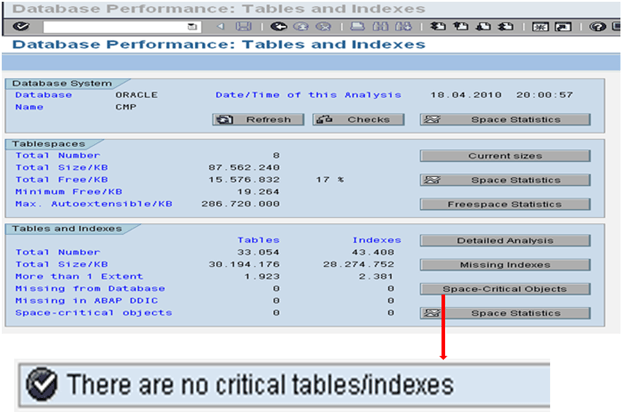 Database Performance: Tables and Indexes
Database Performance: Tables and Indexes
Database System
Database ORACLE Date/Time of this Analysis 18.04.2010 20:00:57
Name CMP
Refresh Checks Space Statistics
Tablespaces
Total Number 8 Current sizes
Total Size/KB 87.562.240
Total Free/KB 15.576.832 17 % Space Statistics
Minimum Free/KB 19.264
Max. Autoextensible/KB 286.720.000 Freespace Statistics
Tables and Indexes
Tables Indexes Detailed Analysis
Total Number 33.054 43.408
Total Size/KB 30.194.176 28.274.752 Missing Indexes
More than 1 Extent 1.923 2.381
Missing from Database 0 0 Space-Critical Objects
Missing in ABAP DDIC 0 0
Space-critical objects 0 0 Space Statistics
There are no critical tables/indexes